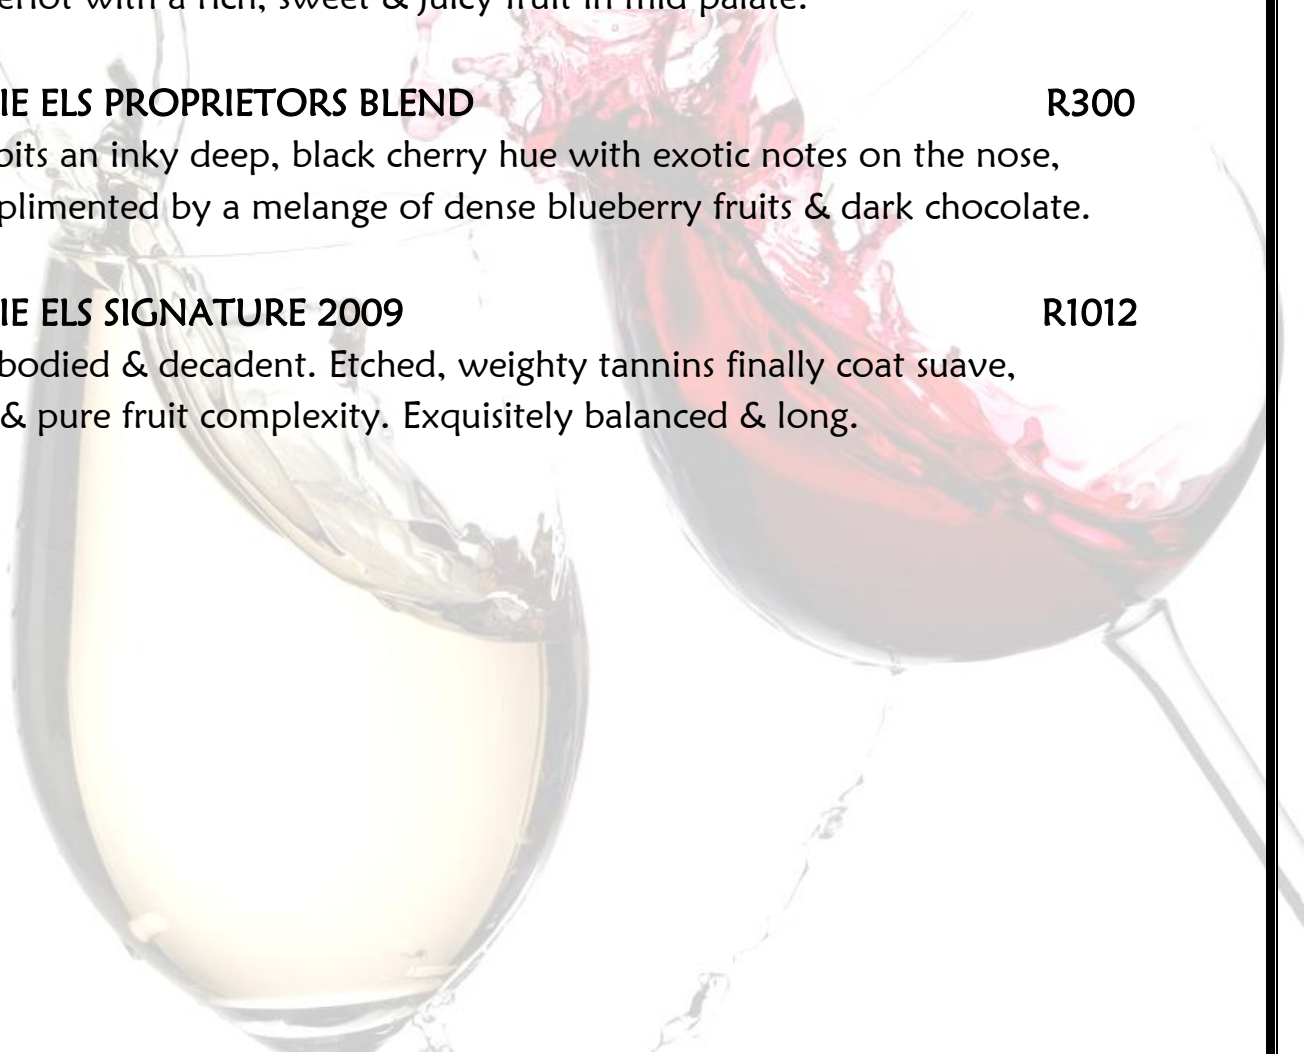 erlot with a rich, sweet & juicy fruit in mid palate.
IE ELS PROPRIETORS BLEND R300
bits an inky deep, black cherry hue with exotic notes on the nose,
plimented by a melange of dense blueberry fruits & dark chocolate.
IE ELS SIGNATURE 2009 R1012
bodied & decadent. Etched, weighty tannins finally coat suave,
& pure fruit complexity. Exquisitely balanced & long.